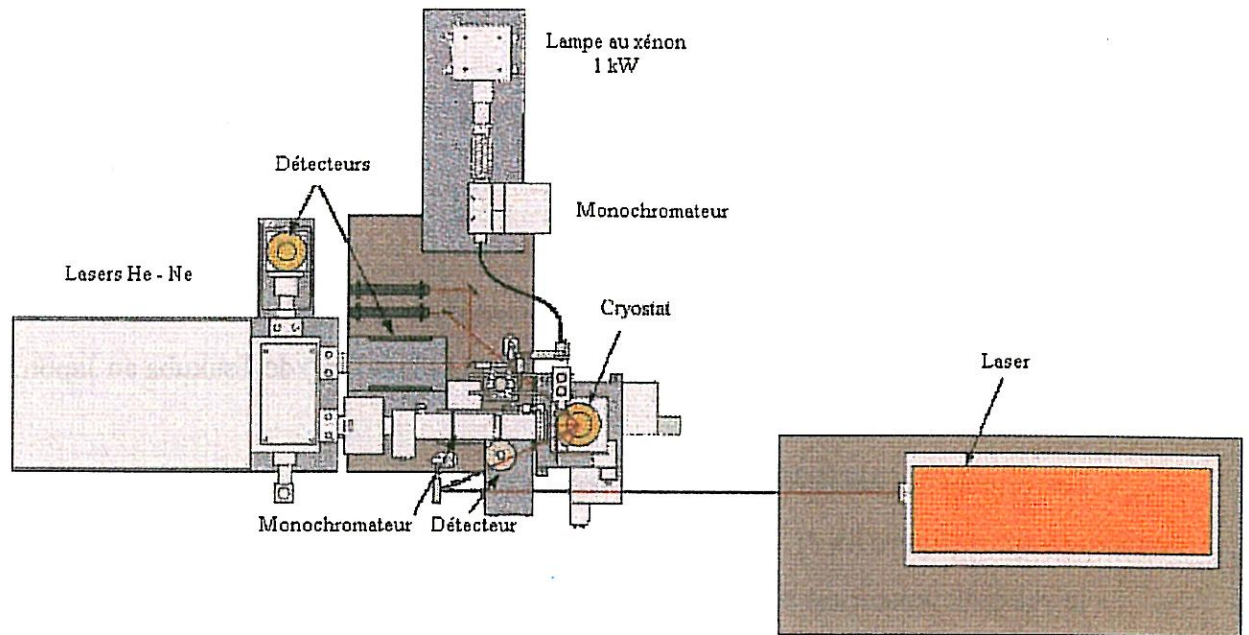 Lampe au xénon
1 kW
Détecteurs
Monochromateur
Lasers He - Ne
Cryostat
Laser
Monochromateur
Détecteur